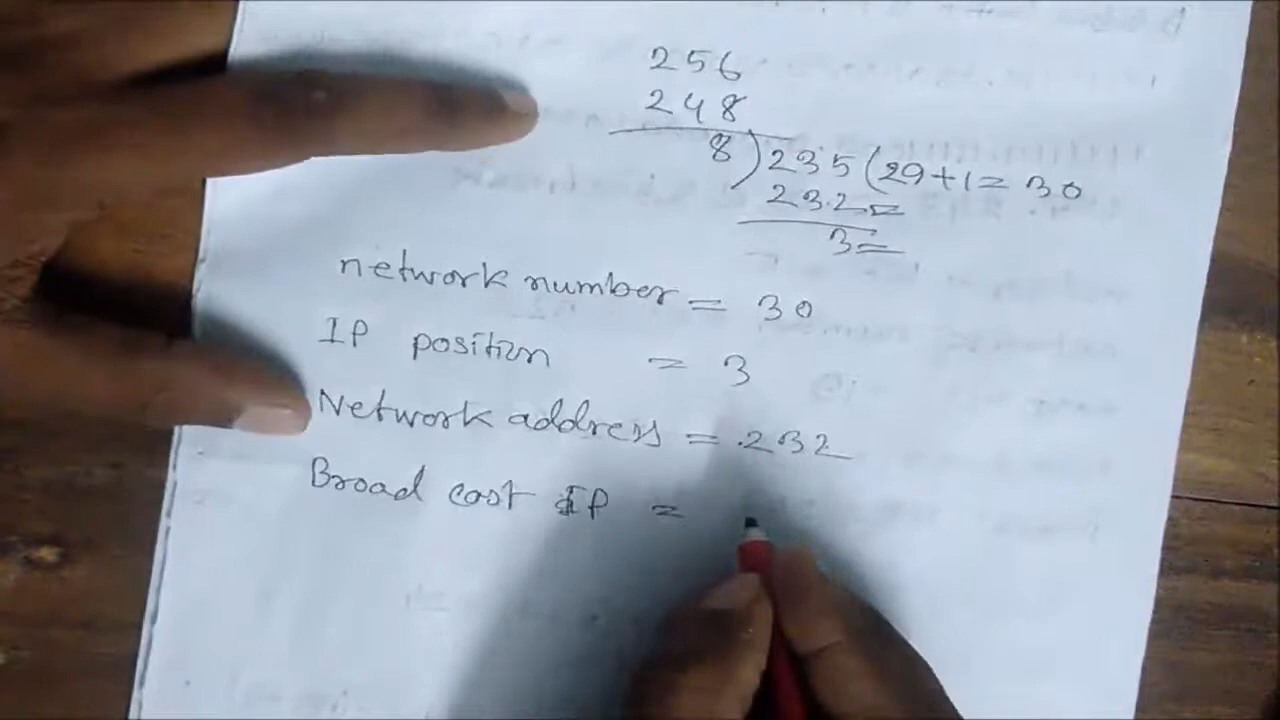 256
248
8)235(29+1=30
232=
3=
network number = 30
IP position = 3
Network address = .232
Broad cost IP =